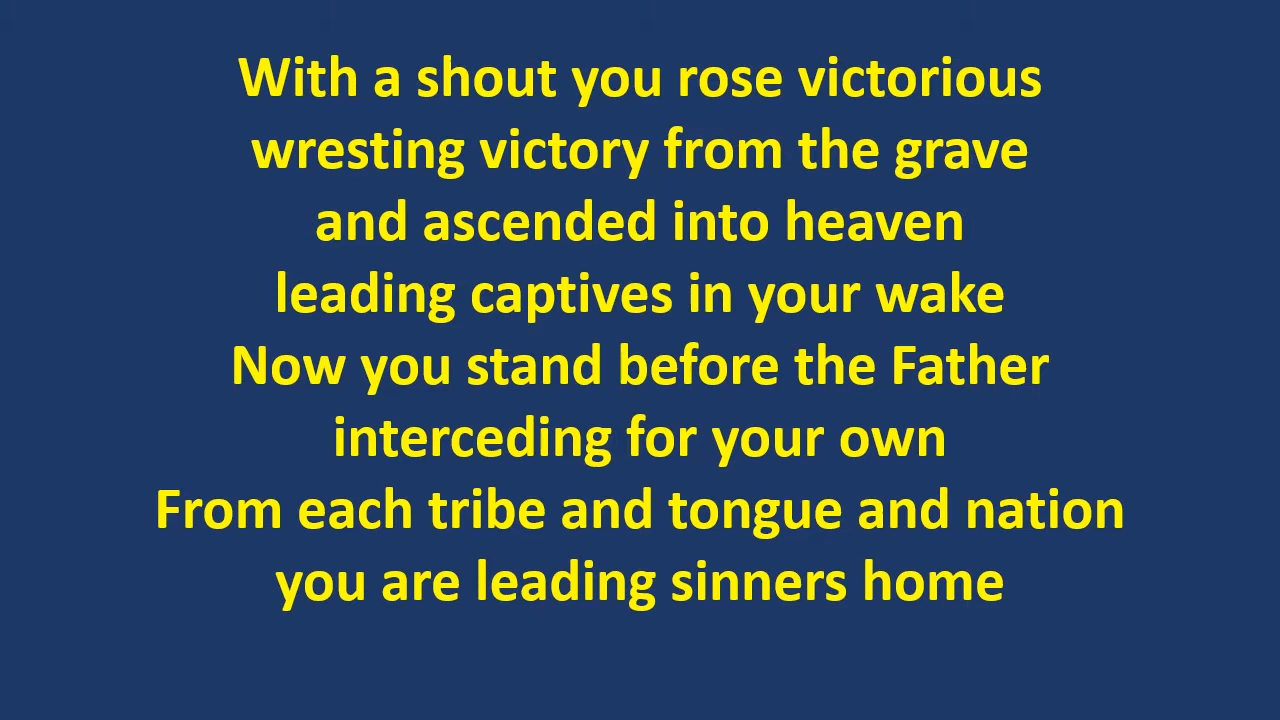 With a shout you rose victorious
wresting victory from the grave
and ascended into heaven
leading captives in your wake
Now you stand before the Father
interceding for your own
From each tribe and tongue and nation
you are leading sinners home